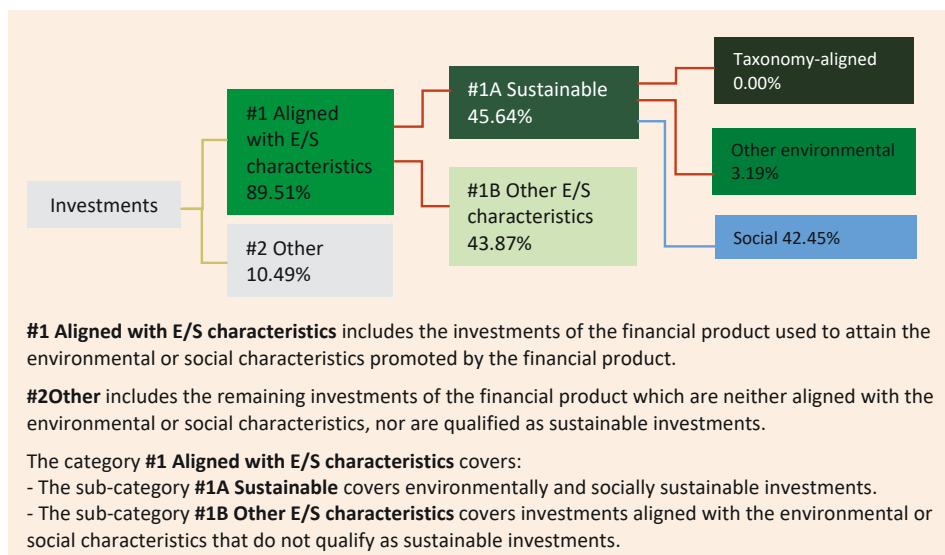 Investments
#1 Aligned
with E/S
characteristics
89.51%
#2 Other
10.49%
#1A Sustainable
45.64%
#1B Other E/S
characteristics
43.87%
Taxonomy-aligned
0.00%
Other environmental
3.19%
Social 42.45%
#1 Aligned with E/S characteristics includes the investments of the financial product used to attain the
environmental or social characteristics promoted by the financial product.
#2Other includes the remaining investments of the financial product which are neither aligned with the
environmental or social characteristics, nor are qualified as sustainable investments.
The category #1 Aligned with E/S characteristics covers:
- The sub-category #1A Sustainable covers environmentally and socially sustainable investments.
- The sub-category #1B Other E/S characteristics covers investments aligned with the environmental or
social characteristics that do not qualify as sustainable investments.